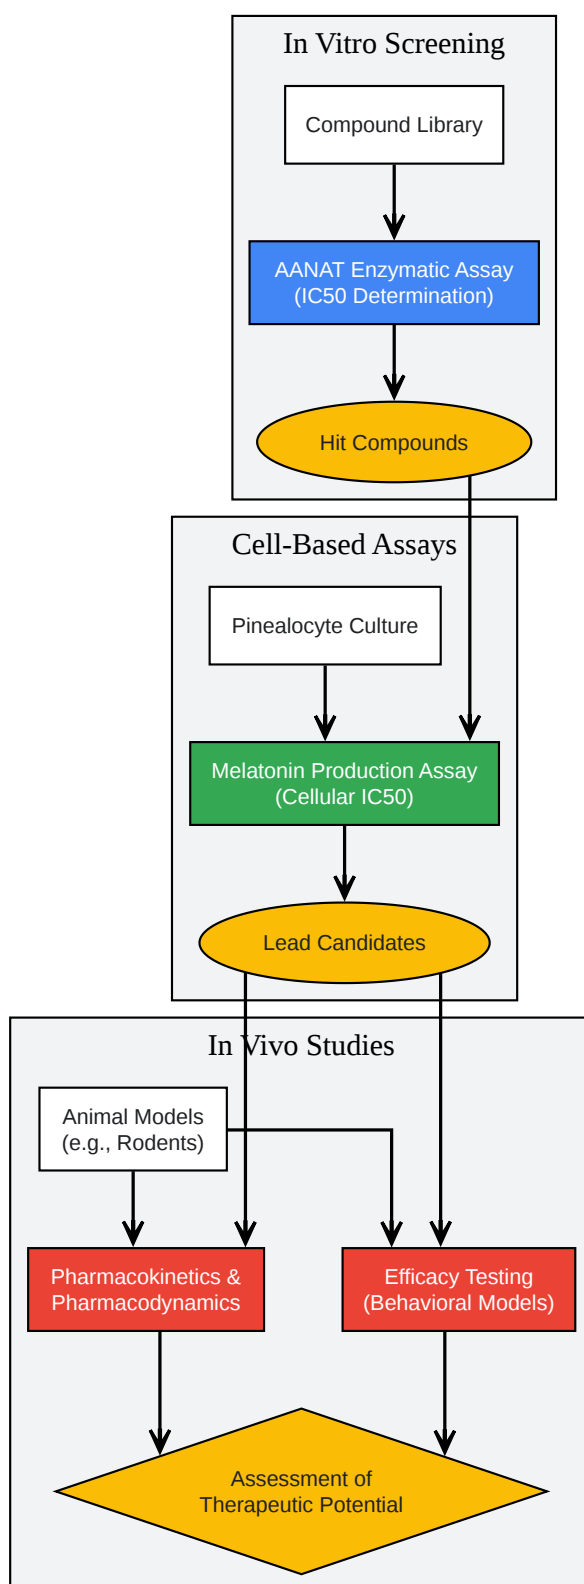 In Vitro Screening
Compound Library
AANAT Enzymatic Assay
(IC50 Determination)
Hit Compounds
Cell-Based Assays
Pinealocyte Culture
Melatonin Production Assay
(Cellular IC50)
Lead Candidates
In Vivo Studies
Animal Models
(e.g., Rodents)
Pharmacokinetics &
Pharmacodynamics
Efficacy Testing
(Behavioral Models)
Assessment of
Therapeutic Potential